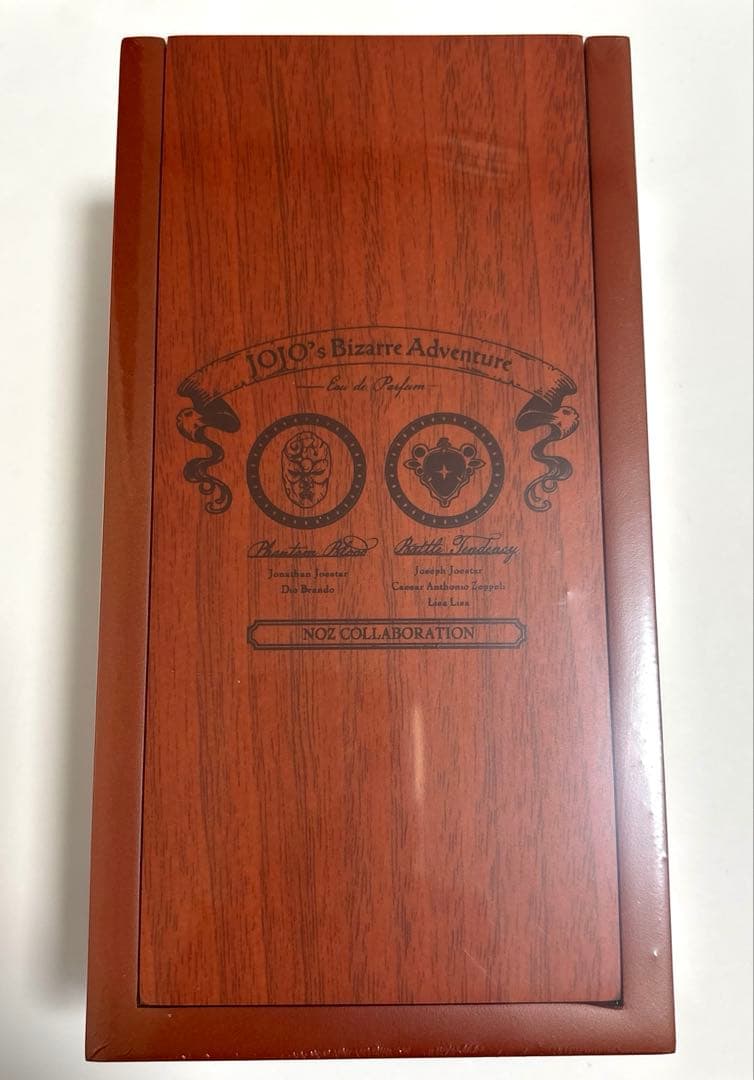 JOJO's Bizarre Adventure
Eau de Parfum
Phantom Blood
Jonathan Joestar
Dio Brando
Battle Tendency
Joseph Joestar
Caesar Anthonio Zeppeli
Lisa Lisa
NOZ COLLABORATION